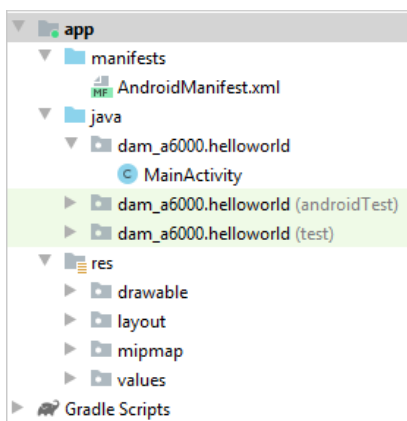 app
manifests
MF AndroidManifest.xml
java
dam_a6000.helloworld
C MainActivity
dam_a6000.helloworld (androidTest)
dam_a6000.helloworld (test)
res
drawable
layout
mipmap
values
Gradle Scripts